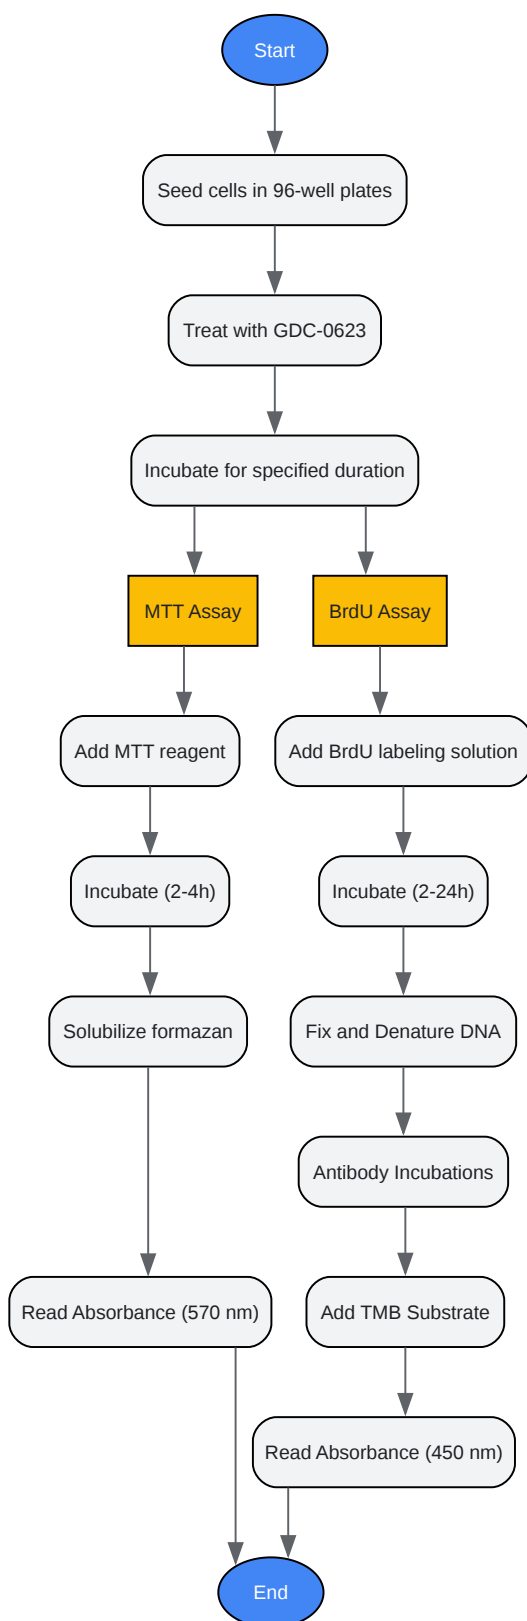 Start
Seed cells in 96-well plates
Treat with GDC-0623
Incubate for specified duration
MTT Assay
BrdU Assay
Add MTT reagent
Add BrdU labeling solution
Incubate (2-4h)
Incubate (2-24h)
Solubilize formazan
Fix and Denature DNA
Antibody Incubations
Read Absorbance (570 nm)
Add TMB Substrate
Read Absorbance (450 nm)
End